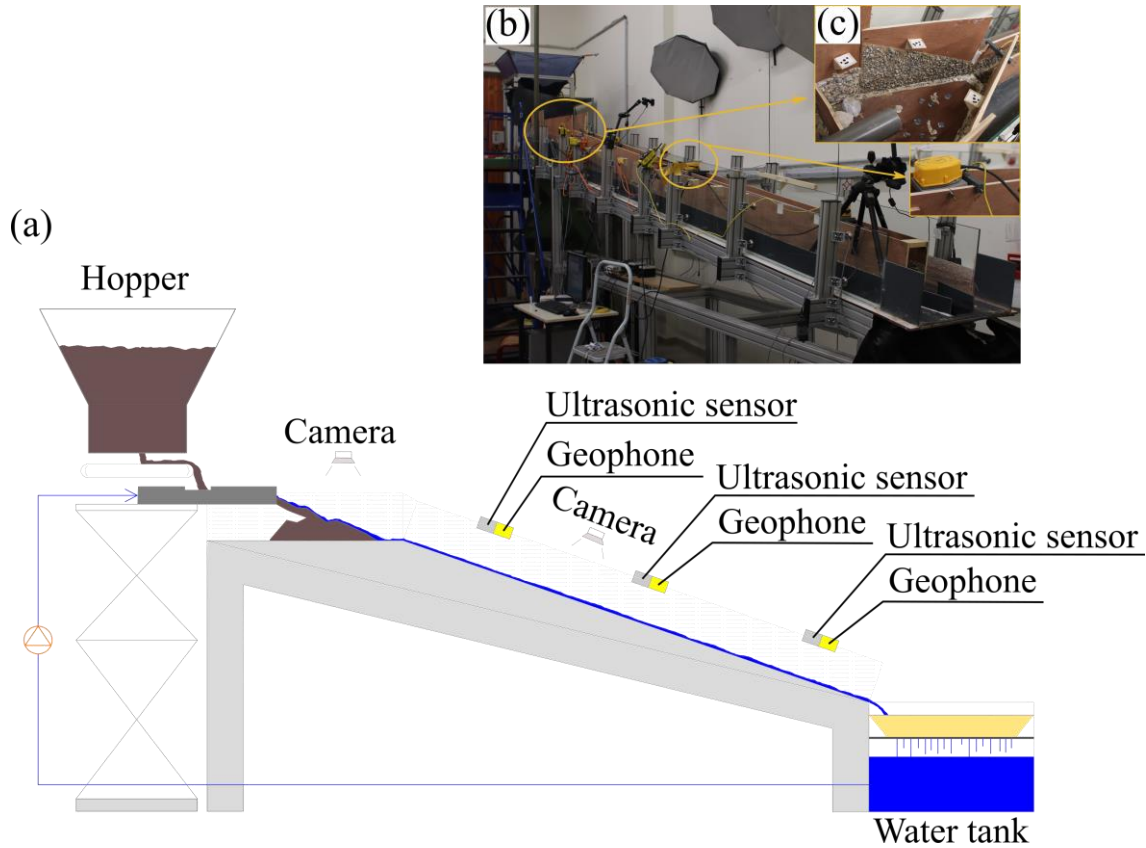 (b)
(c)
(a)
Hopper
Camera
Ultrasonic sensor
Geophone
Camera
Ultrasonic sensor
Geophone
Ultrasonic sensor
Geophone
Water tank